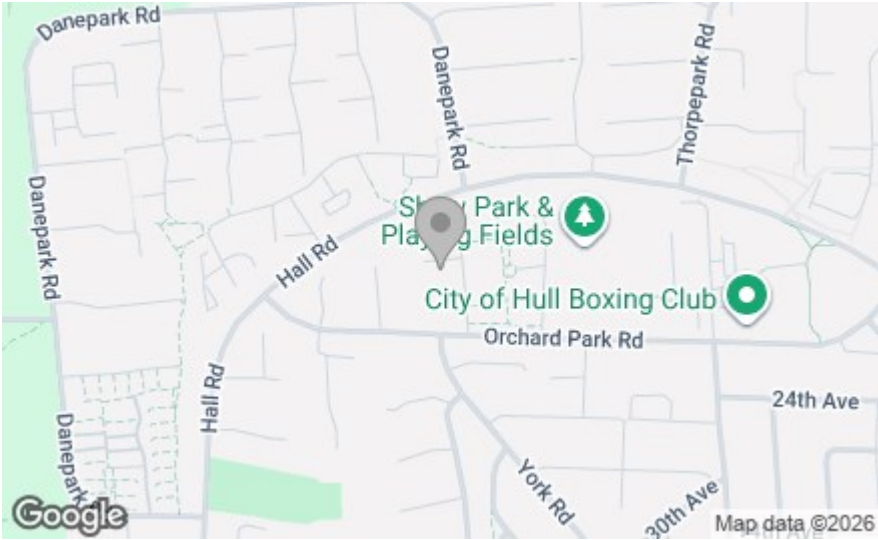 Danepark Rd
Danepark Rd
Thorpepark Rd
Danepark Rd
Park &
Fields
Hall Rd
City of Hull Boxing Club
Orchard Park Rd
Hall Rd
24th Ave
Danepark
York Rd
30th Ave
Google
Map data ©2026